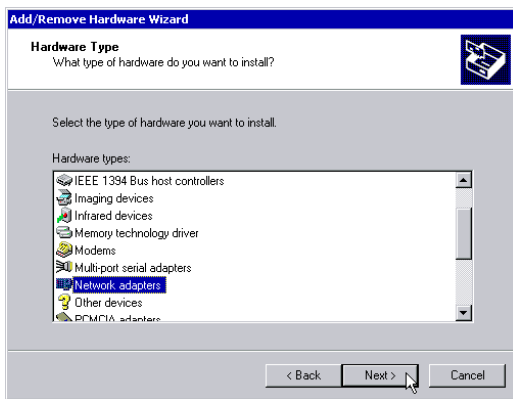 Add/Remove Hardware Wizard
Hardware Type
What type of hardware do you want to install?
Select the type of hardware you want to install.
Hardware types:
IEEE 1394 Bus host controllers
Imaging devices
Infrared devices
Memory technology driver
Modems
Multi-port serial adapters
Network adapters
Other devices
PCMCIA adapters
< Back Next > Cancel